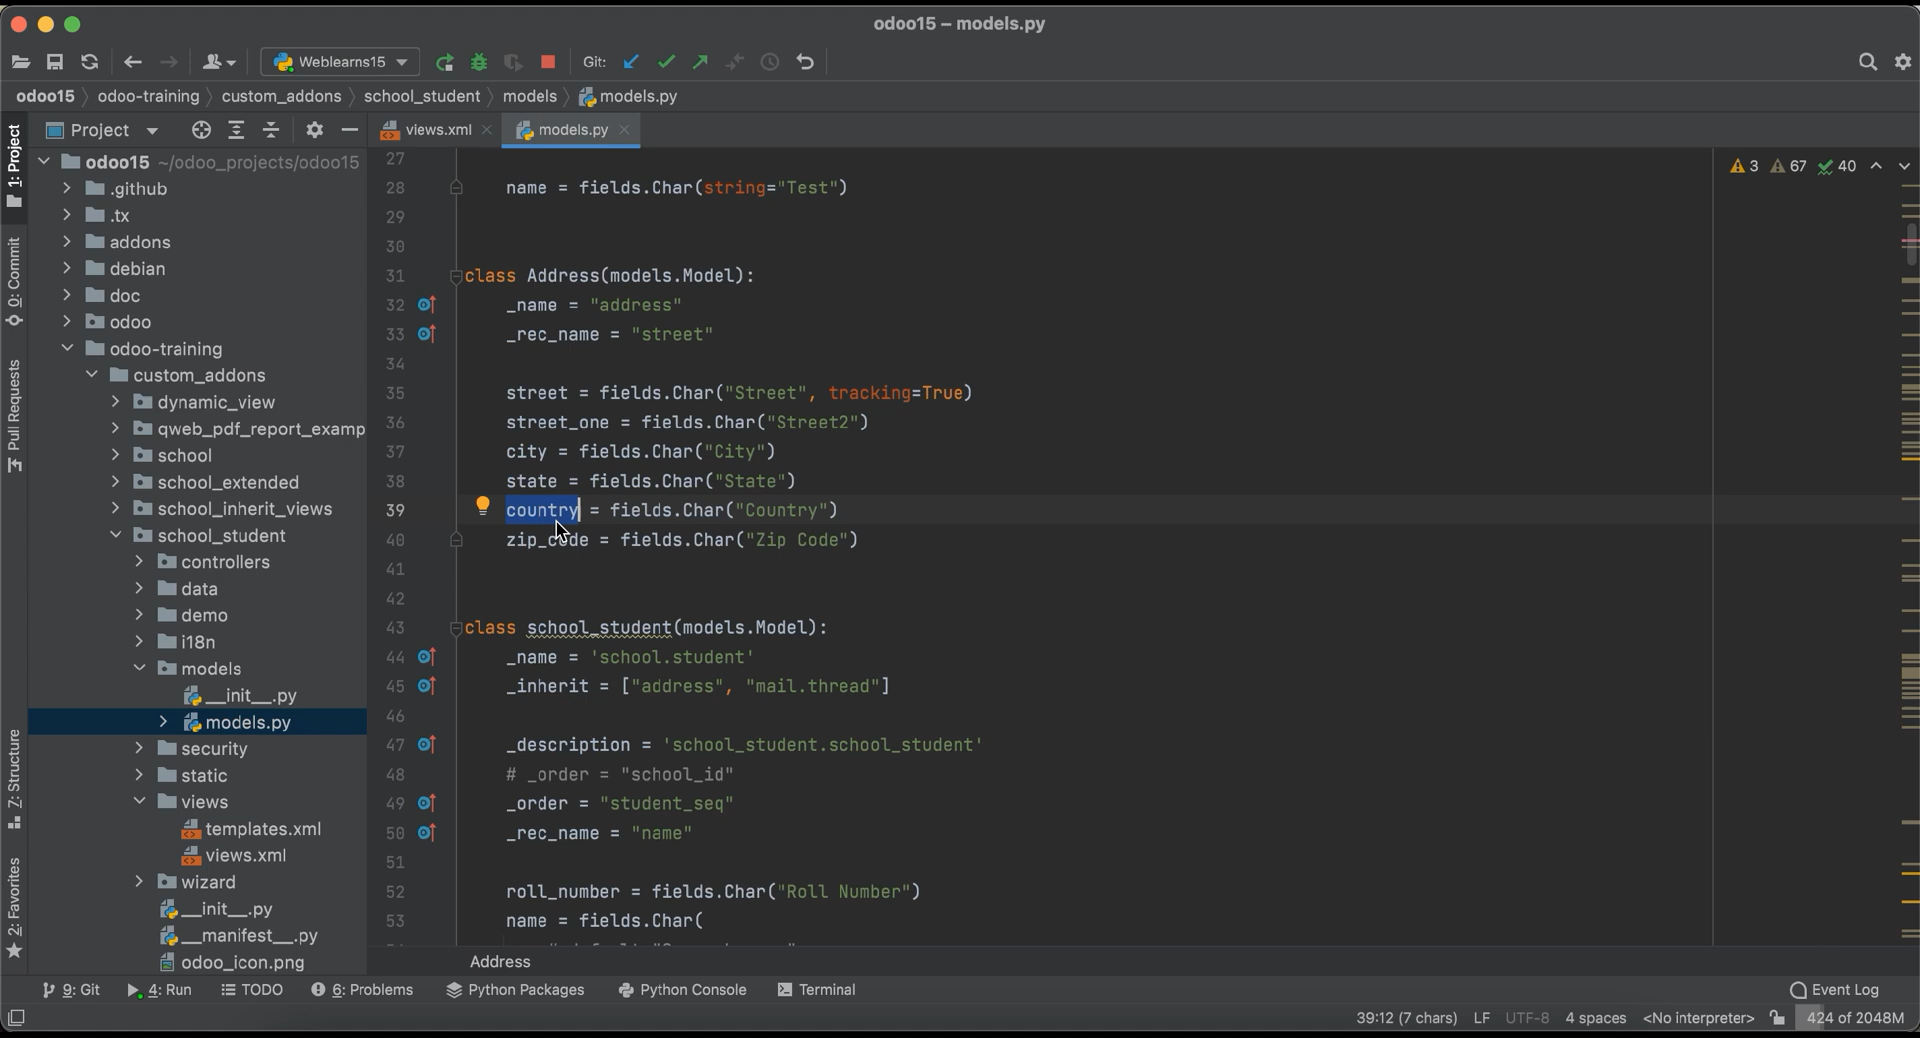 odoo15 – models.py
Weblearns15
Git:
odoo15 odoo-training custom_addons school_student models models.py
1: Project
0: Commit
Pull Requests
7: Structure
2: Favorites
Project
odoo15 ~/odoo_projects/odoo15
.github
.tx
addons
debian
doc
odoo
odoo-training
custom_addons
dynamic_view
qweb_pdf_report_examp
school
school_extended
school_inherit_views
school_student
controllers
data
demo
i18n
models
__init__.py
models.py
security
static
views
templates.xml
views.xml
wizard
__init__.py
__manifest__.py
odoo_icon.png
views.xml models.py
3 67 40
27
28 name = fields.Char(string="Test")
29
30
31 class Address(models.Model):
32 _name = "address"
33 _rec_name = "street"
34
35 street = fields.Char("Street", tracking=True)
36 street_one = fields.Char("Street2")
37 city = fields.Char("City")
38 state = fields.Char("State")
39 country = fields.Char("Country")
40 zip_code = fields.Char("Zip Code")
41
42
43 class school_student(models.Model):
44 _name = 'school.student'
45 _inherit = ["address", "mail.thread"]
46
47 _description = 'school_student.school_student'
48 # _order = "school_id"
49 _order = "student_seq"
50 _rec_name = "name"
51
52 roll_number = fields.Char("Roll Number")
53 name = fields.Char(
Address
9: Git 4: Run TODO 6: Problems Python Packages Python Console Terminal Event Log
39:12 (7 chars) LF UTF-8 4 spaces <No interpreter> 424 of 2048M